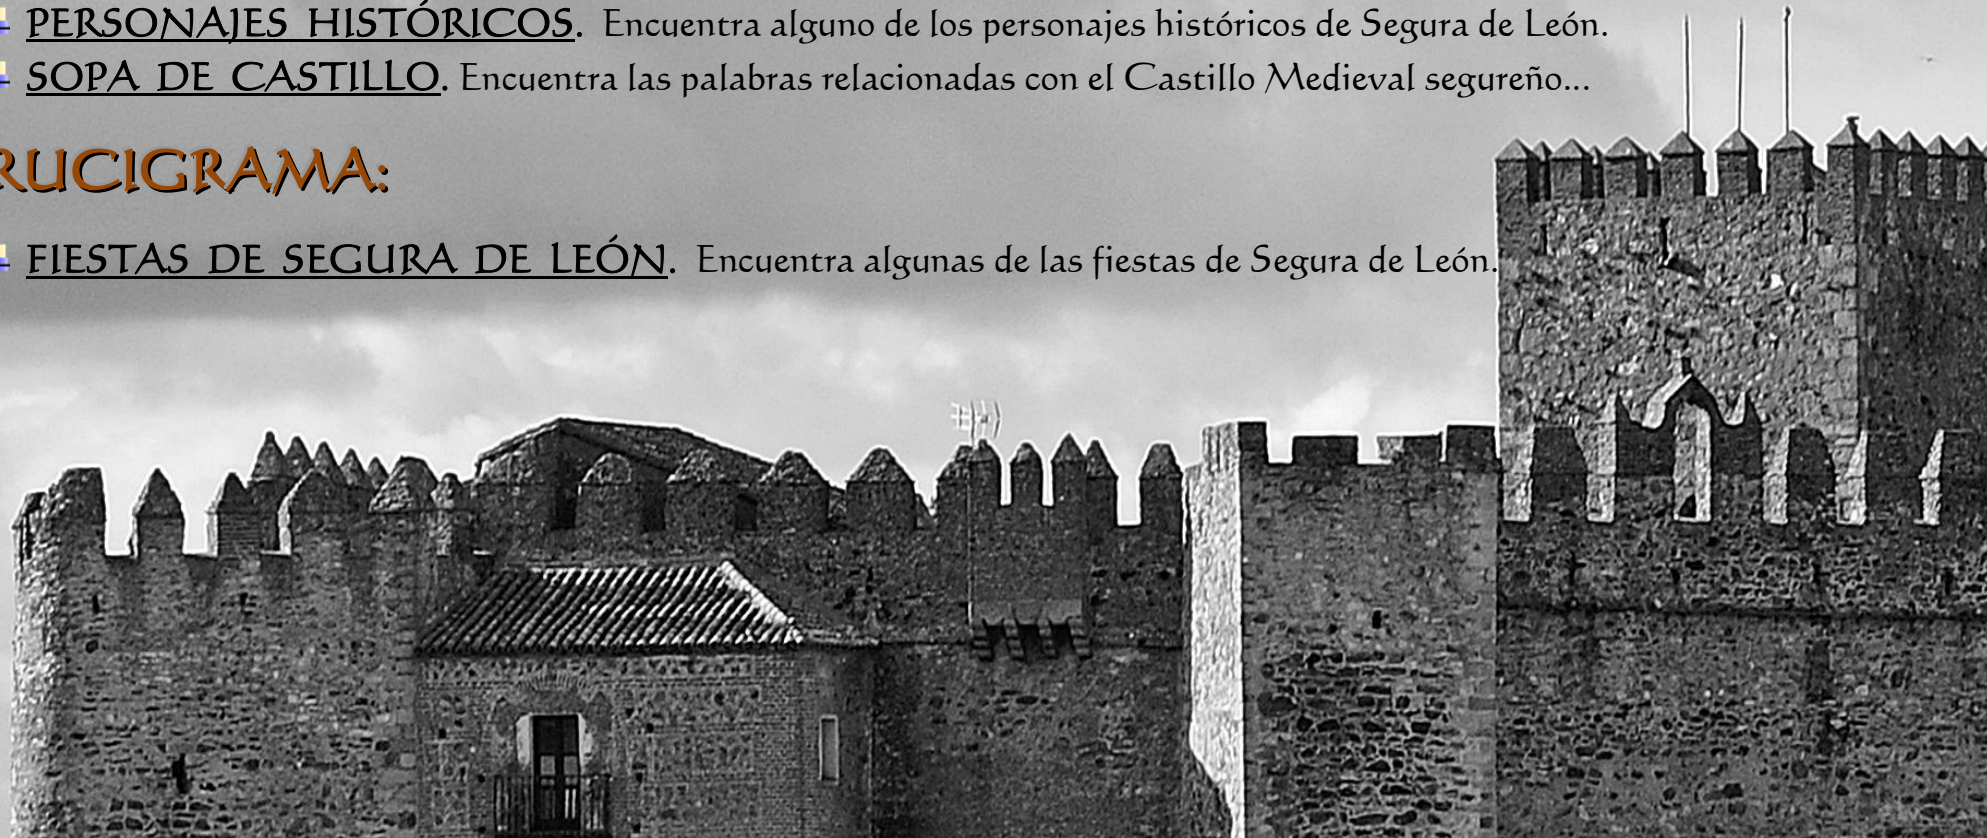 PERSONAJES HISTÓRICOS. Encuentra alguno de los personajes históricos de Segura de León.
SOPA DE CASTILLO. Encuentra las palabras relacionadas con el Castillo Medieval segureño...
RUCIGRAMA:
FIESTAS DE SEGURA DE LEÓN. Encuentra algunas de las fiestas de Segura de León.